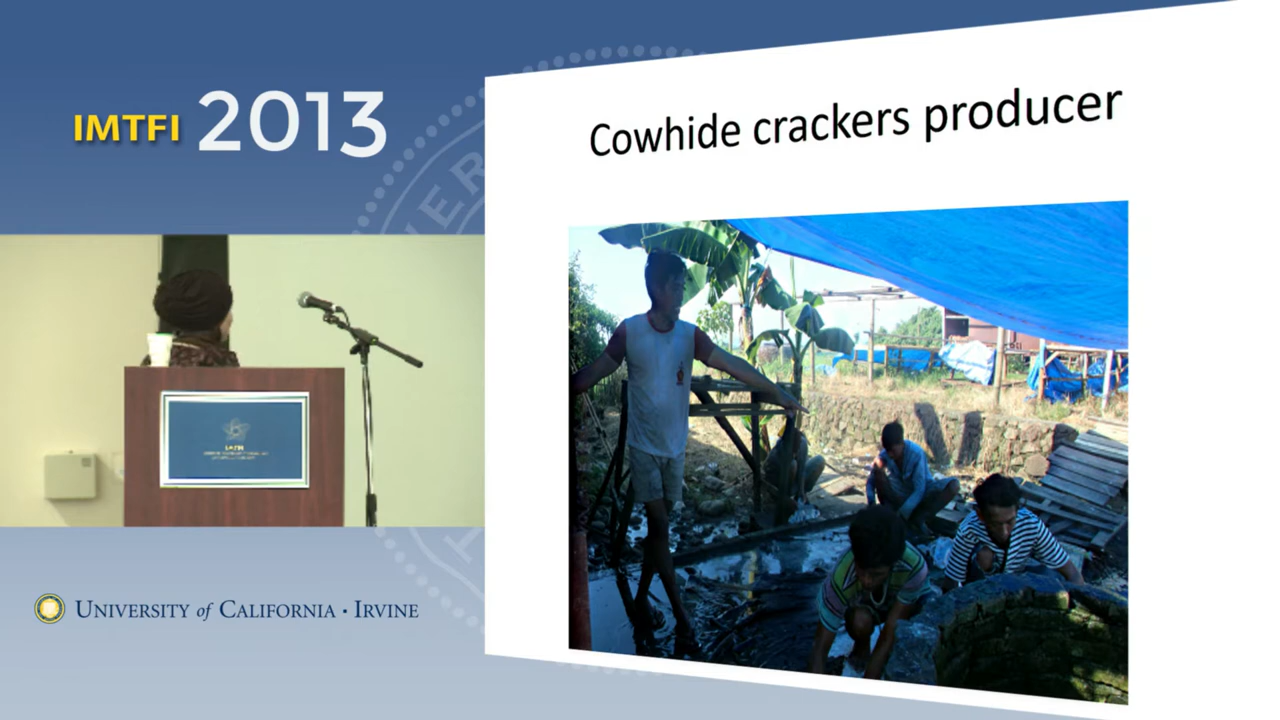 IMTFI 2013
Cowhide crackers producer
UNIVERSITY of CALIFORNIA · IRVINE